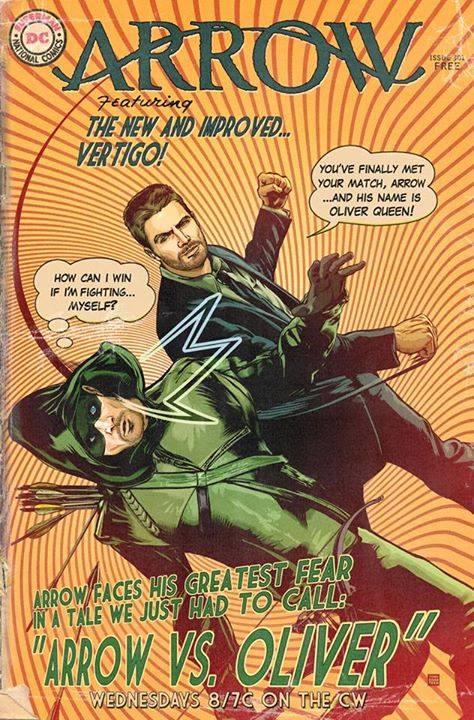 SUPERMAN
DC
NATIONAL COMICS
ARROW
ISSUE 301
FREE
Featuring
THE NEW AND IMPROVED...
VERTIGO!
YOU'VE FINALLY MET
YOUR MATCH, ARROW
...AND HIS NAME IS
OLIVER QUEEN!
HOW CAN I WIN
IF I'M FIGHTING...
MYSELF?
ARROW FACES HIS GREATEST FEAR
IN A TALE WE JUST HAD TO CALL:
"ARROW VS. OLIVER"
WEDNESDAYS 8/7C ON THE CW